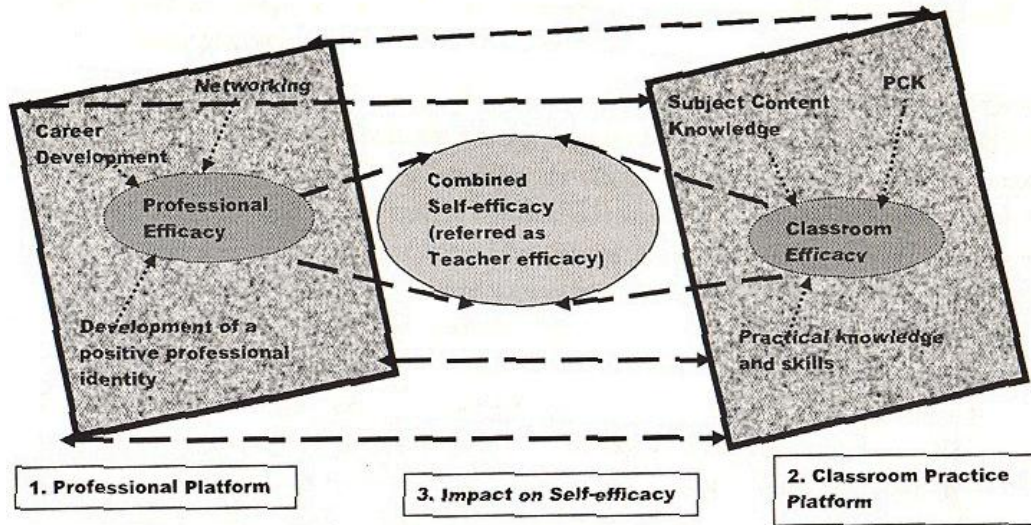 Networking
Career
Development
Professional
Efficacy
Development of a
positive professional
identity
Combined
Self-efficacy
(referred as
Teacher efficacy)
PCK
Subject Content
Knowledge
Classroom
Efficacy
Practical knowledge
and skills
1. Professional Platform
3. Impact on Self-efficacy
2. Classroom Practice
Platform